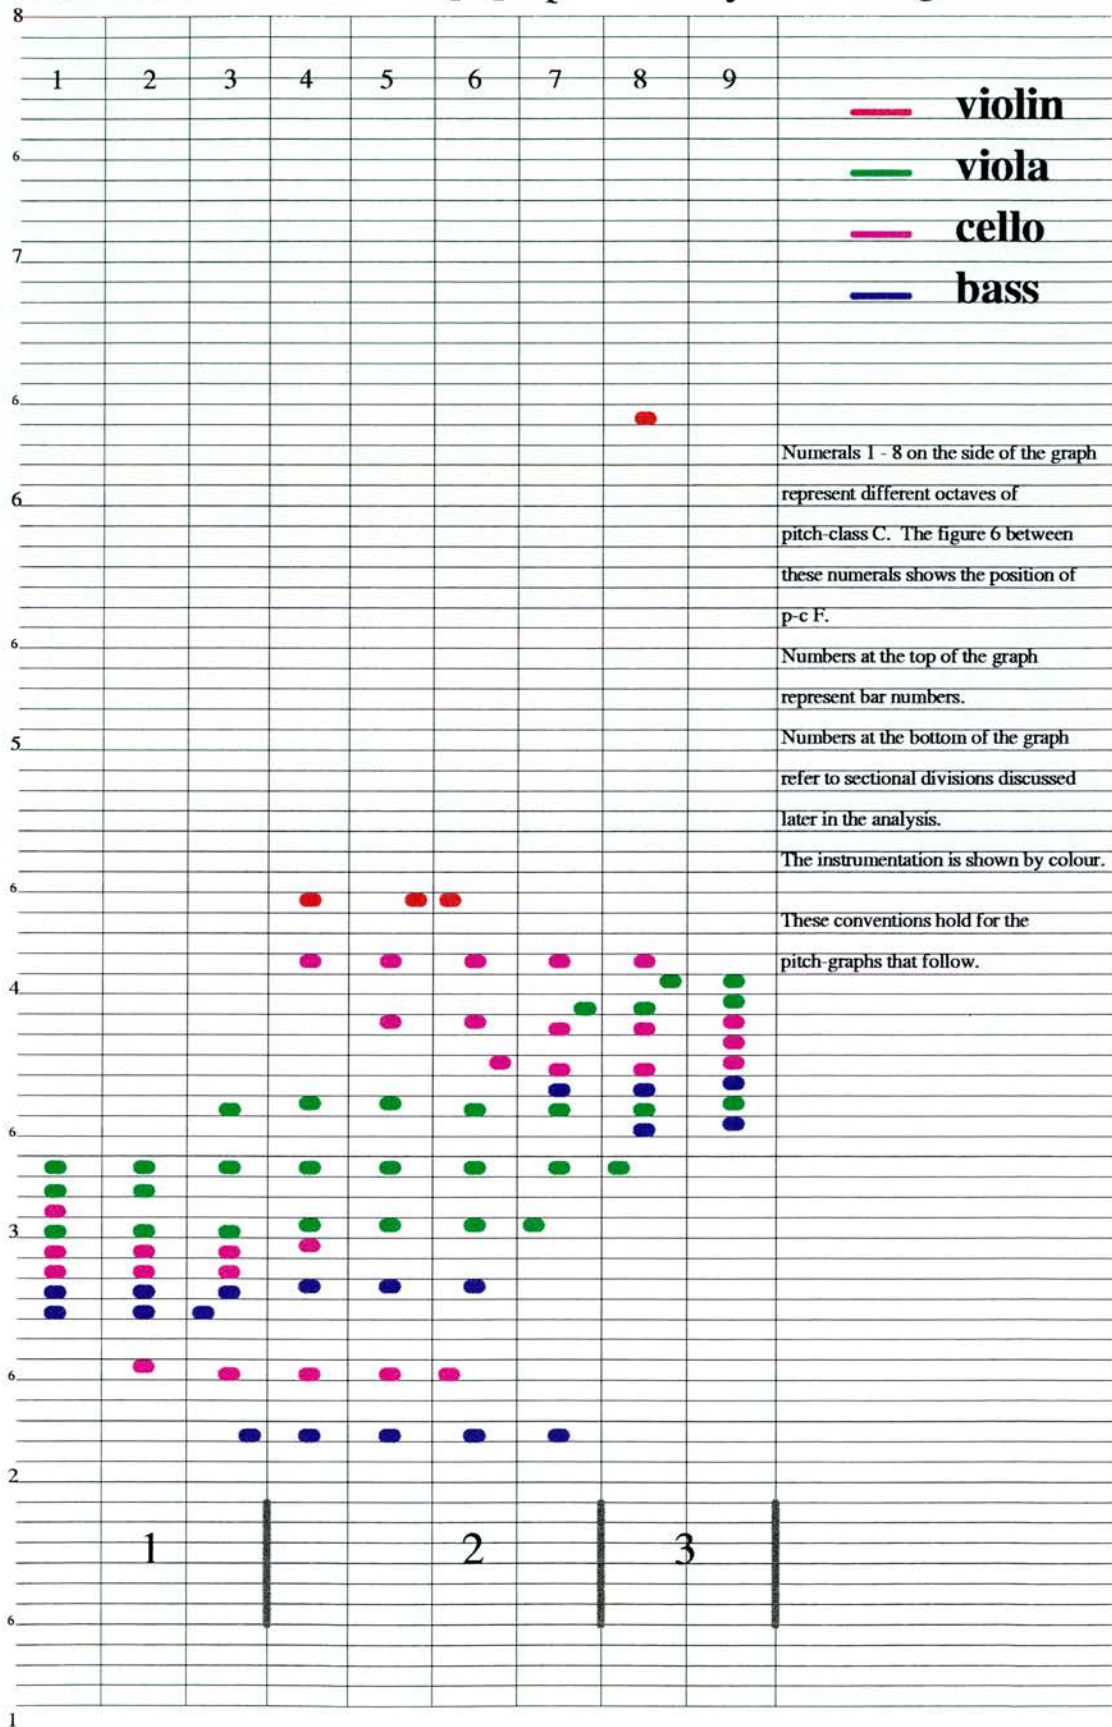 8
1 2 3 4 5 6 7 8 9
violin
6
viola
cello
7
bass
6
Numerals 1 - 8 on the side of the graph
represent different octaves of
6
pitch-class C. The figure 6 between
these numerals shows the position of
p-c F.
6
Numbers at the top of the graph
represent bar numbers.
5
Numbers at the bottom of the graph
refer to sectional divisions discussed
later in the analysis.
The instrumentation is shown by colour.
6
These conventions hold for the
pitch-graphs that follow.
4
6
3
6
2
1 2 3
6
1